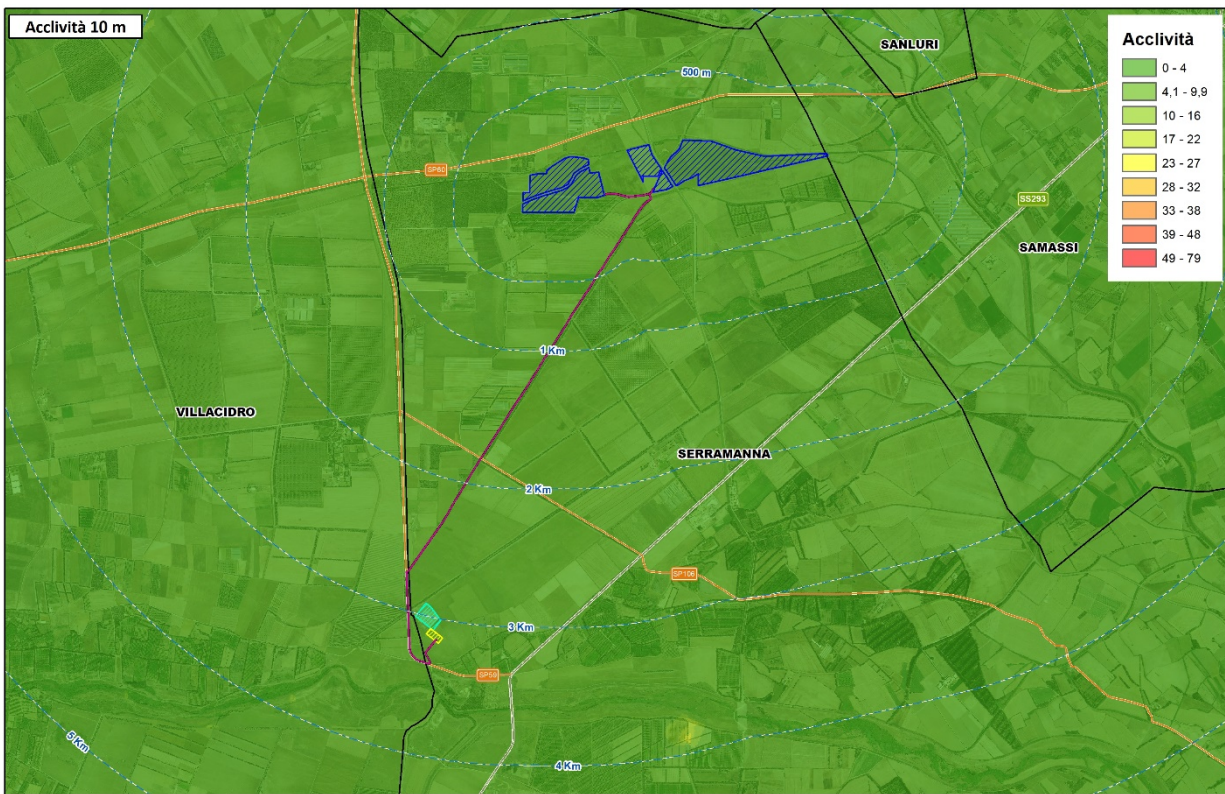 Acclività 10 m
SANLURI
Acclività
0 - 4
4,1 - 9,9
10 - 16
17 - 22
23 - 27
28 - 32
33 - 38
39 - 48
49 - 79
500 m
SP60
SS293
SAMASSI
1 Km
VILLACIDRO
SERRAMANNA
2 Km
SP106
3 Km
SP59
5 Km
4 Km